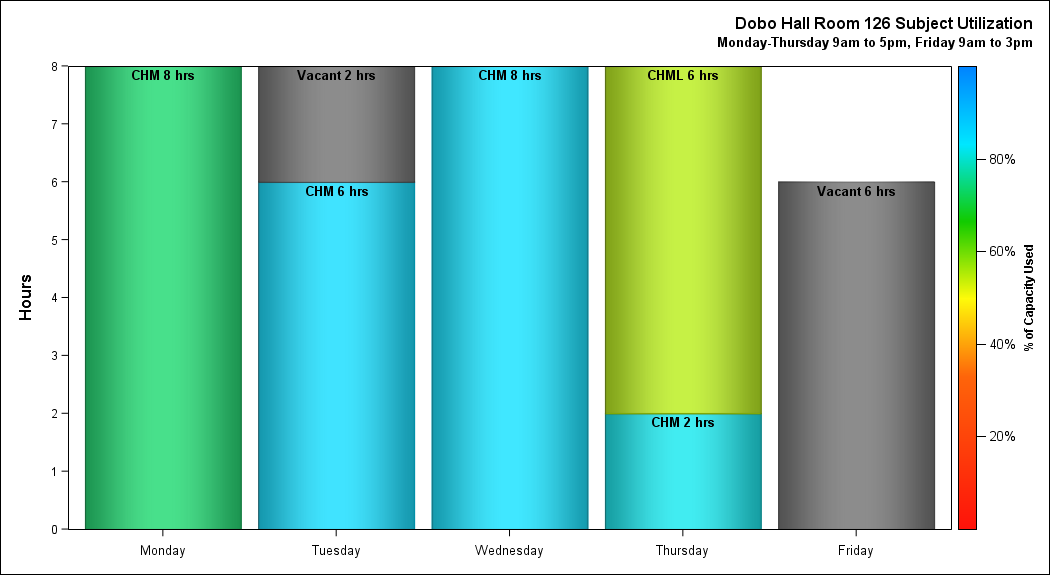 Dobo Hall Room 126 Subject Utilization
Monday-Thursday 9am to 5pm, Friday 9am to 3pm
Hours
8
7
6
5
4
3
2
1
0
CHM 8 hrs
Vacant 2 hrs
CHM 6 hrs
CHM 8 hrs
CHML 6 hrs
CHM 2 hrs
Vacant 6 hrs
Monday
Tuesday
Wednesday
Thursday
Friday
80%
60%
40%
20%
% of Capacity Used